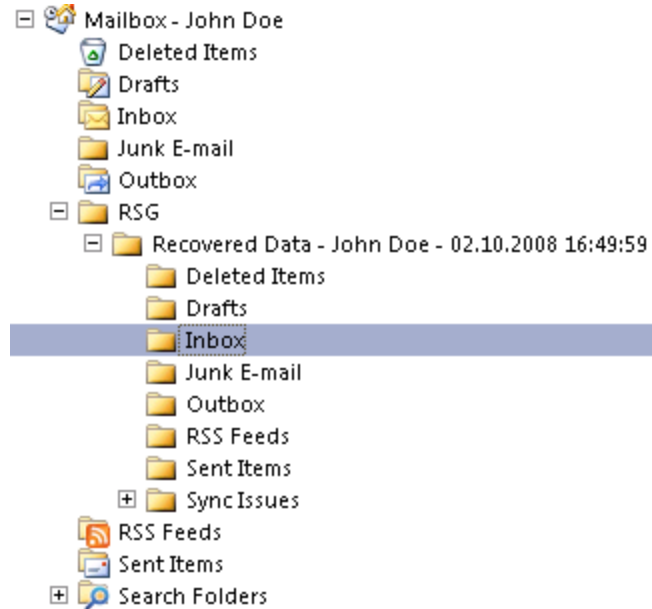 Mailbox - John Doe
Deleted Items
Drafts
Inbox
Junk E-mail
Outbox
RSG
Recovered Data - John Doe - 02.10.2008 16:49:59
Deleted Items
Drafts
Inbox
Junk E-mail
Outbox
RSS Feeds
Sent Items
Sync Issues
RSS Feeds
Sent Items
Search Folders